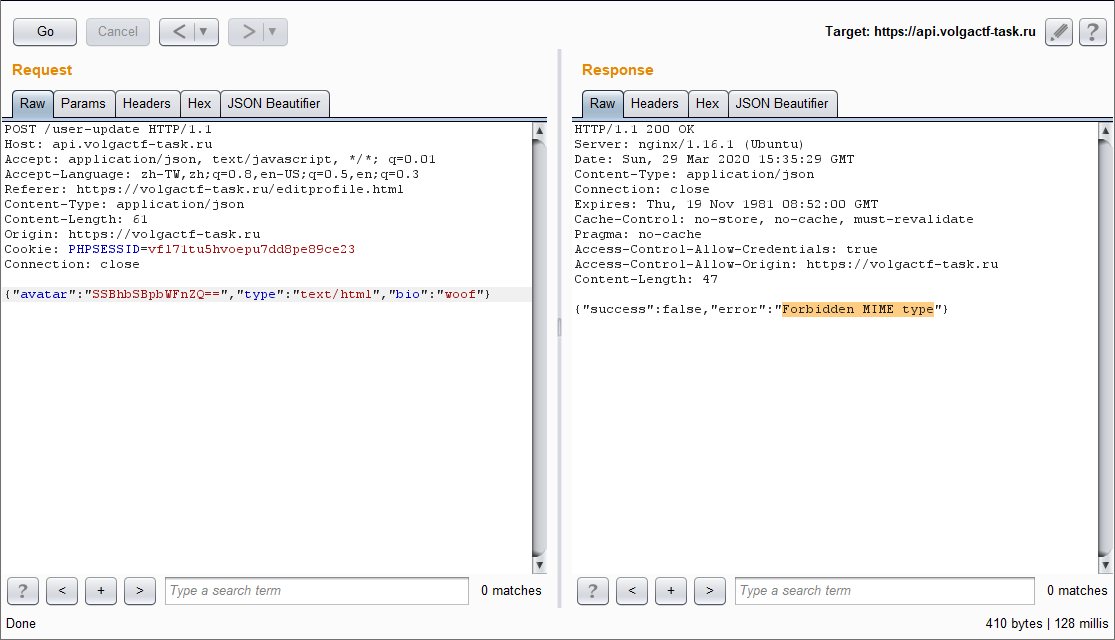 Go
Cancel
<
>
Target: https://api.volgactf-task.ru
?
Request
Raw
Params
Headers
Hex
JSON Beautifier
POST /user-update HTTP/1.1
Host: api.volgactf-task.ru
Accept: application/json, text/javascript, */*; q=0.01
Accept-Language: zh-TW,zh;q=0.8,en-US;q=0.5,en;q=0.3
Referer: https://volgactf-task.ru/editprofile.html
Content-Type: application/json
Content-Length: 61
Origin: https://volgactf-task.ru
Cookie: PHPSESSID=vfl71tu5hvoepu7dd8pe89ce23
Connection: close
{"avatar":"SSBhbSBpbWFnZQ==","type":"text/html","bio":"woof"}
?
<
+
>
Type a search term
0 matches
Response
Raw
Headers
Hex
JSON Beautifier
HTTP/1.1 200 OK
Server: nginx/1.16.1 (Ubuntu)
Date: Sun, 29 Mar 2020 15:35:29 GMT
Content-Type: application/json
Connection: close
Expires: Thu, 19 Nov 1981 08:52:00 GMT
Cache-Control: no-store, no-cache, must-revalidate
Pragma: no-cache
Access-Control-Allow-Credentials: true
Access-Control-Allow-Origin: https://volgactf-task.ru
Content-Length: 47
{"success":false,"error":"Forbidden MIME type"}
?
<
+
>
Type a search term
0 matches
Done
410 bytes | 128 millis